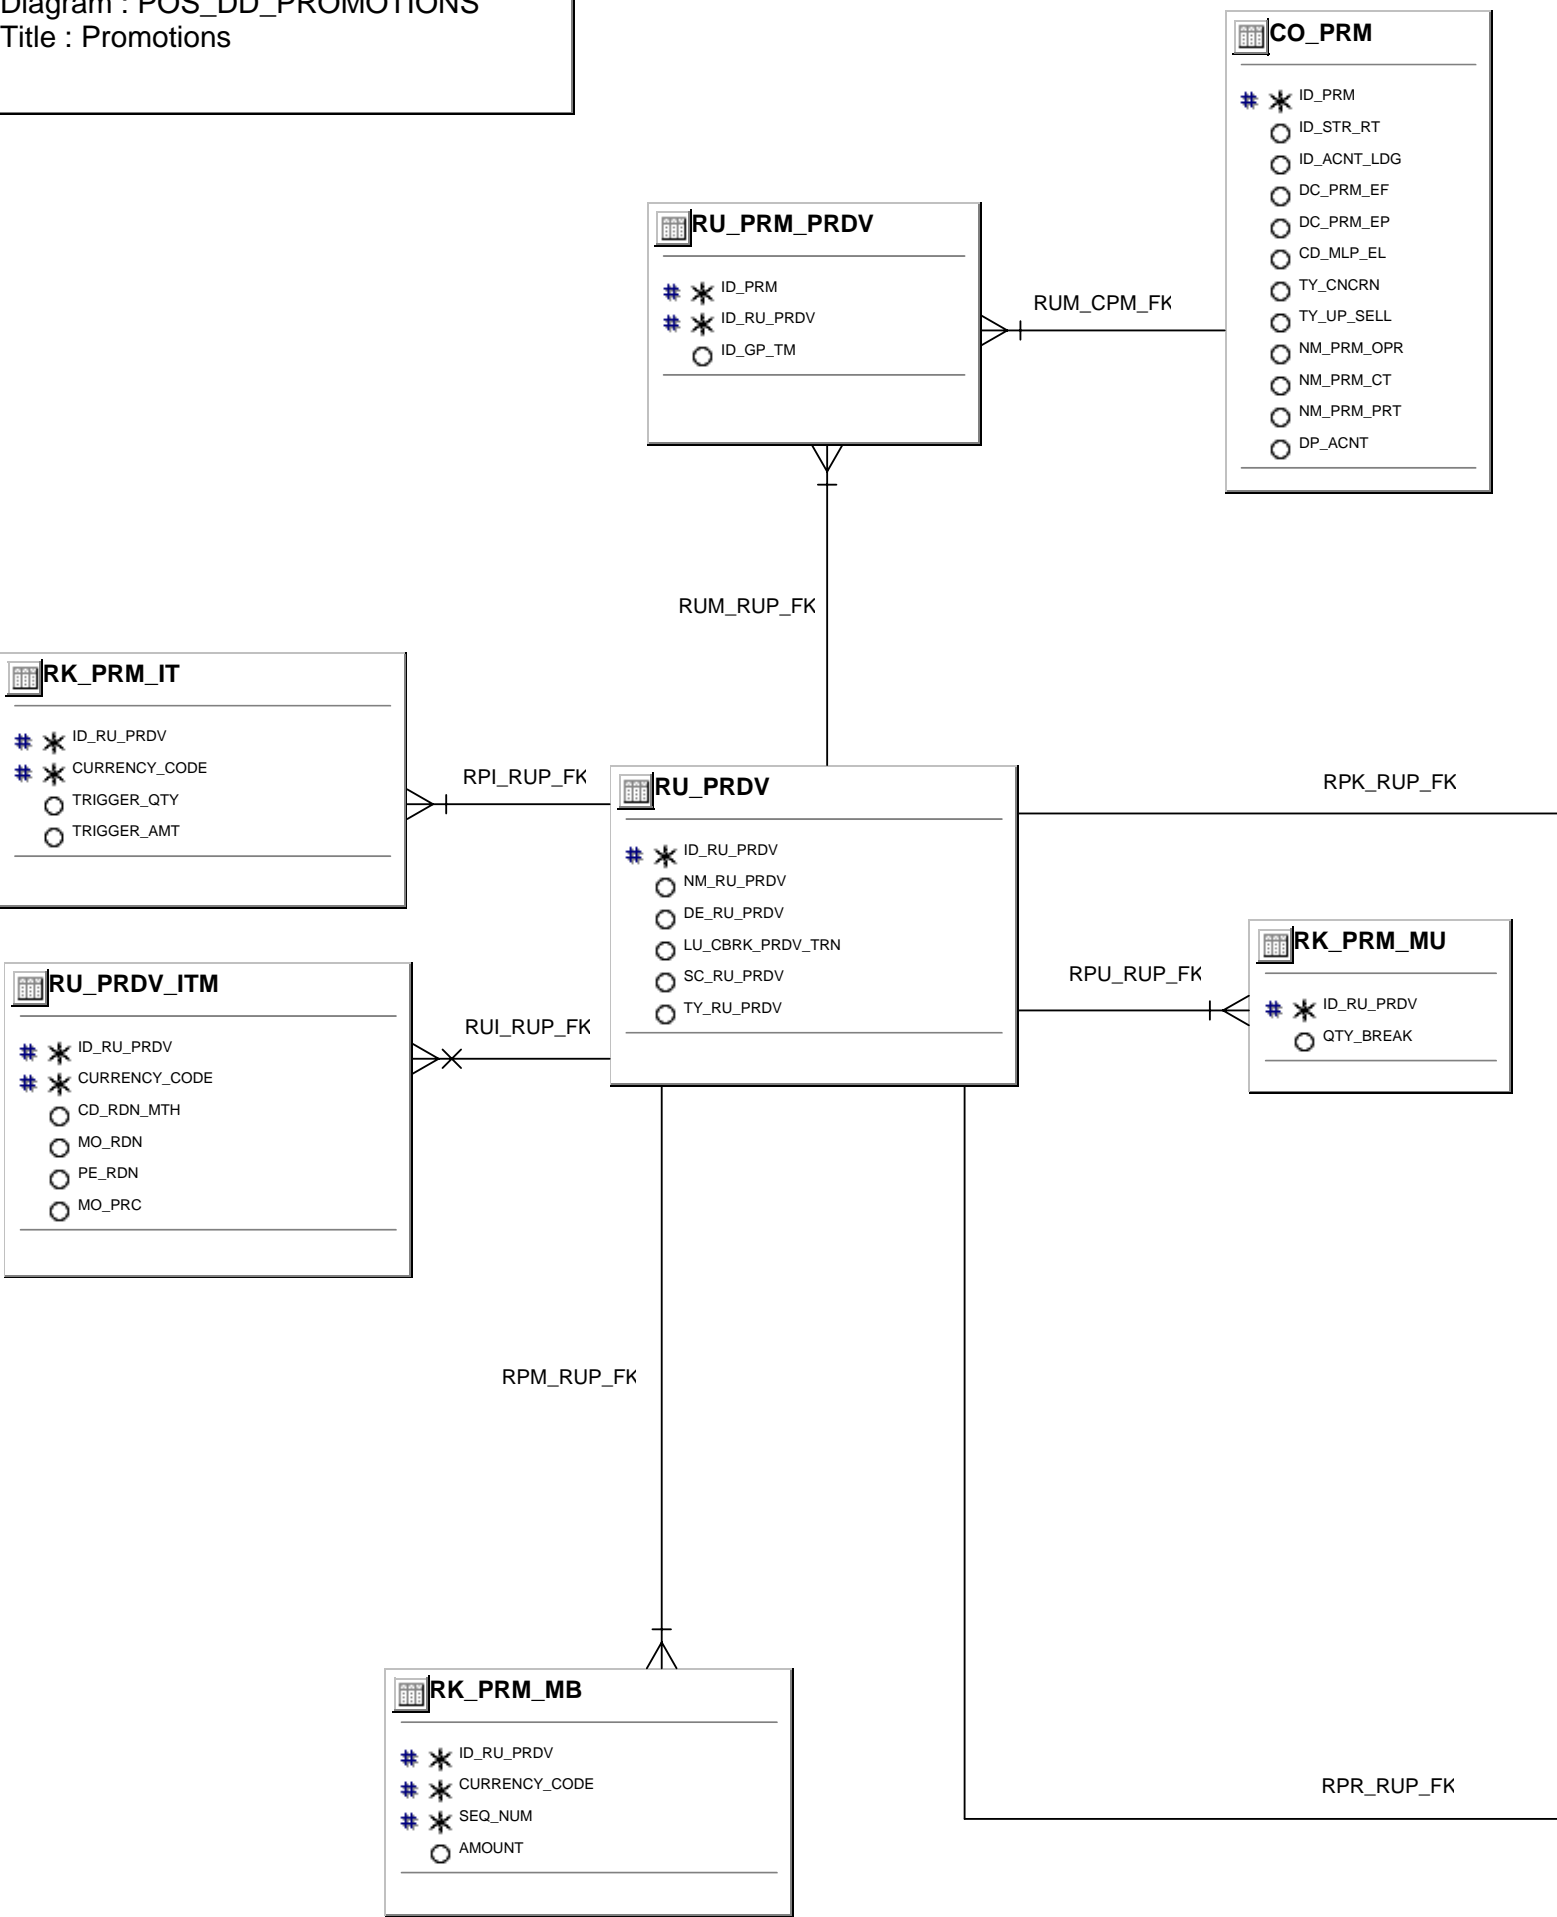 Diagram : POS_DD_PROMOTIONS
Title : Promotions
CO_PRM
# * ID_PRM
ID_STR_RT
ID_ACNT_LDG
DC_PRM_EF
DC_PRM_EP
CD_MLP_EL
TY_CNCRN
TY_UP_SELL
NM_PRM_OPR
NM_PRM_CT
NM_PRM_PRT
DP_ACNT
RU_PRM_PRDV
# * ID_PRM
# * ID_RU_PRDV
ID_GP_TM
RUM_CPM_FK
RUM_RUP_FK
RK_PRM_IT
# * ID_RU_PRDV
# * CURRENCY_CODE
TRIGGER_QTY
TRIGGER_AMT
RPI_RUP_FK
RU_PRDV
# * ID_RU_PRDV
NM_RU_PRDV
DE_RU_PRDV
LU_CBRK_PRDV_TRN
SC_RU_PRDV
TY_RU_PRDV
RPK_RUP_FK
RK_PRM_MU
# * ID_RU_PRDV
QTY_BREAK
RPU_RUP_FK
RU_PRDV_ITM
# * ID_RU_PRDV
# * CURRENCY_CODE
CD_RDN_MTH
MO_RDN
PE_RDN
MO_PRC
RUI_RUP_FK
RPM_RUP_FK
RK_PRM_MB
# * ID_RU_PRDV
# * CURRENCY_CODE
# * SEQ_NUM
AMOUNT
RPR_RUP_FK